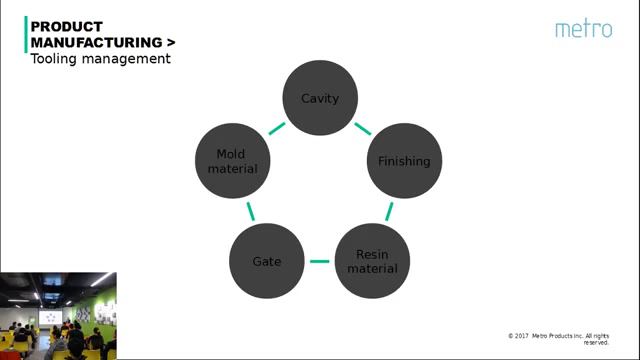 PRODUCT
MANUFACTURING >
Tooling management
metro
Cavity
Mold
material
Finishing
Gate
Resin
material
© 2017 Metro Products Inc. All rights
reserved.